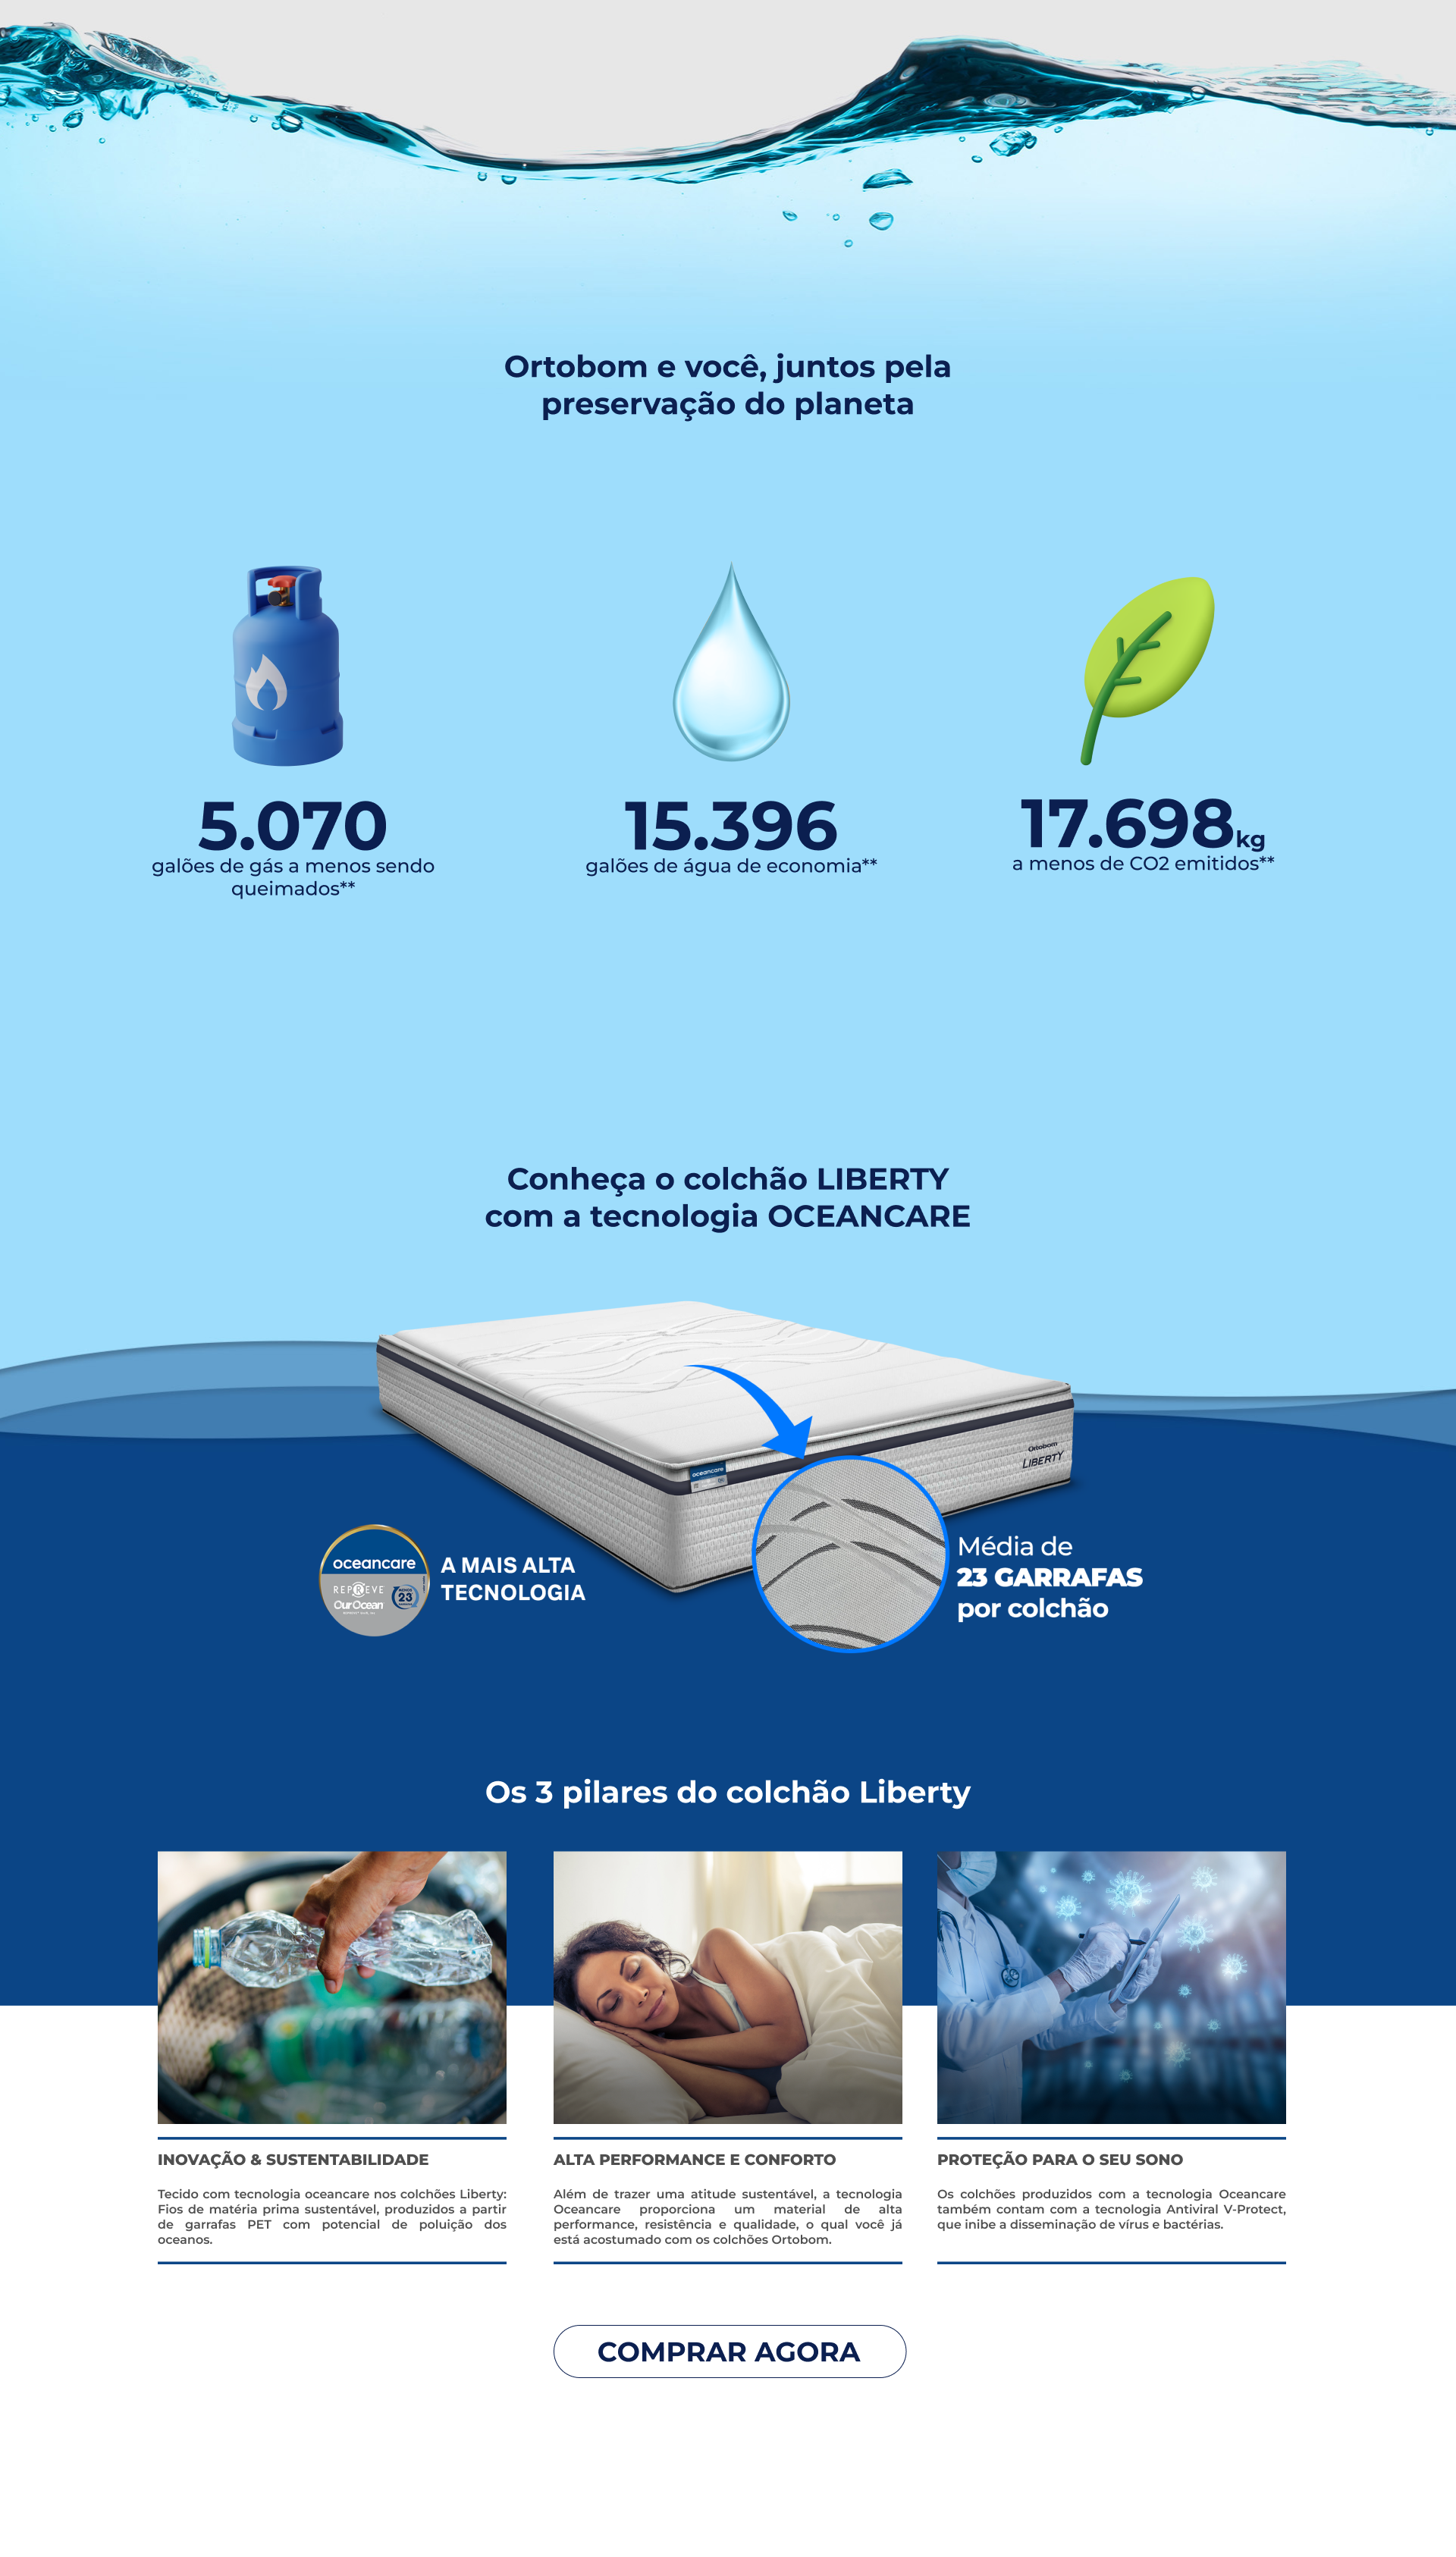 Ortobom e você, juntos pela
preservação do planeta
5.070
galões de gás a menos sendo
queimados**
15.396
galões de água de economia**
17.698kg
a menos de CO2 emitidos**
Conheça o colchão LIBERTY
com a tecnologia OCEANCARE
oceancare
Ortobom
LIBERTY
oceancare
REPREVE
Our Ocean
23
A MAIS ALTA
TECNOLOGIA
Média de
23 GARRAFAS
por colchão
Os 3 pilares do colchão Liberty
INOVAÇÃO & SUSTENTABILIDADE
Tecido com tecnologia oceancare nos colchões Liberty:
Fios de matéria prima sustentável, produzidos a partir
de garrafas PET com potencial de poluição dos
oceanos.
ALTA PERFORMANCE E CONFORTO
Além de trazer uma atitude sustentável, a tecnologia
Oceancare proporciona um material de alta
performance, resistência e qualidade, o qual você já
está acostumado com os colchões Ortobom.
PROTEÇÃO PARA O SEU SONO
Os colchões produzidos com a tecnologia Oceancare
também contam com a tecnologia Antiviral V-Protect,
que inibe a disseminação de vírus e bactérias.
COMPRAR AGORA